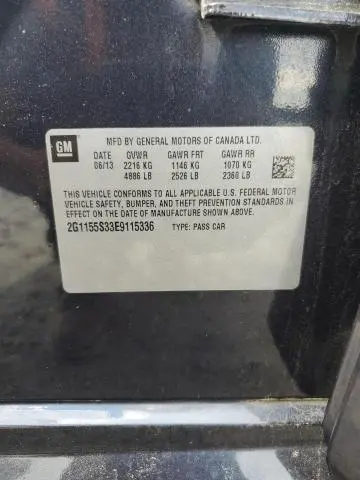 GM
MFD BY GENERAL MOTORS OF CANADA LTD.
DATE GVWR GAWR FRT GAWR RR
06/13 2216 KG 1146 KG 1070 KG
4886 LB 2526 LB 2360 LB
THIS VEHICLE CONFORMS TO ALL APPLICABLE U.S. FEDERAL MOTOR
VEHICLE SAFETY, BUMPER, AND THEFT PREVENTION STANDARDS IN
EFFECT ON THE DATE OF MANUFACTURE SHOWN ABOVE.
2G1155S33E9115336 TYPE: PASS CAR